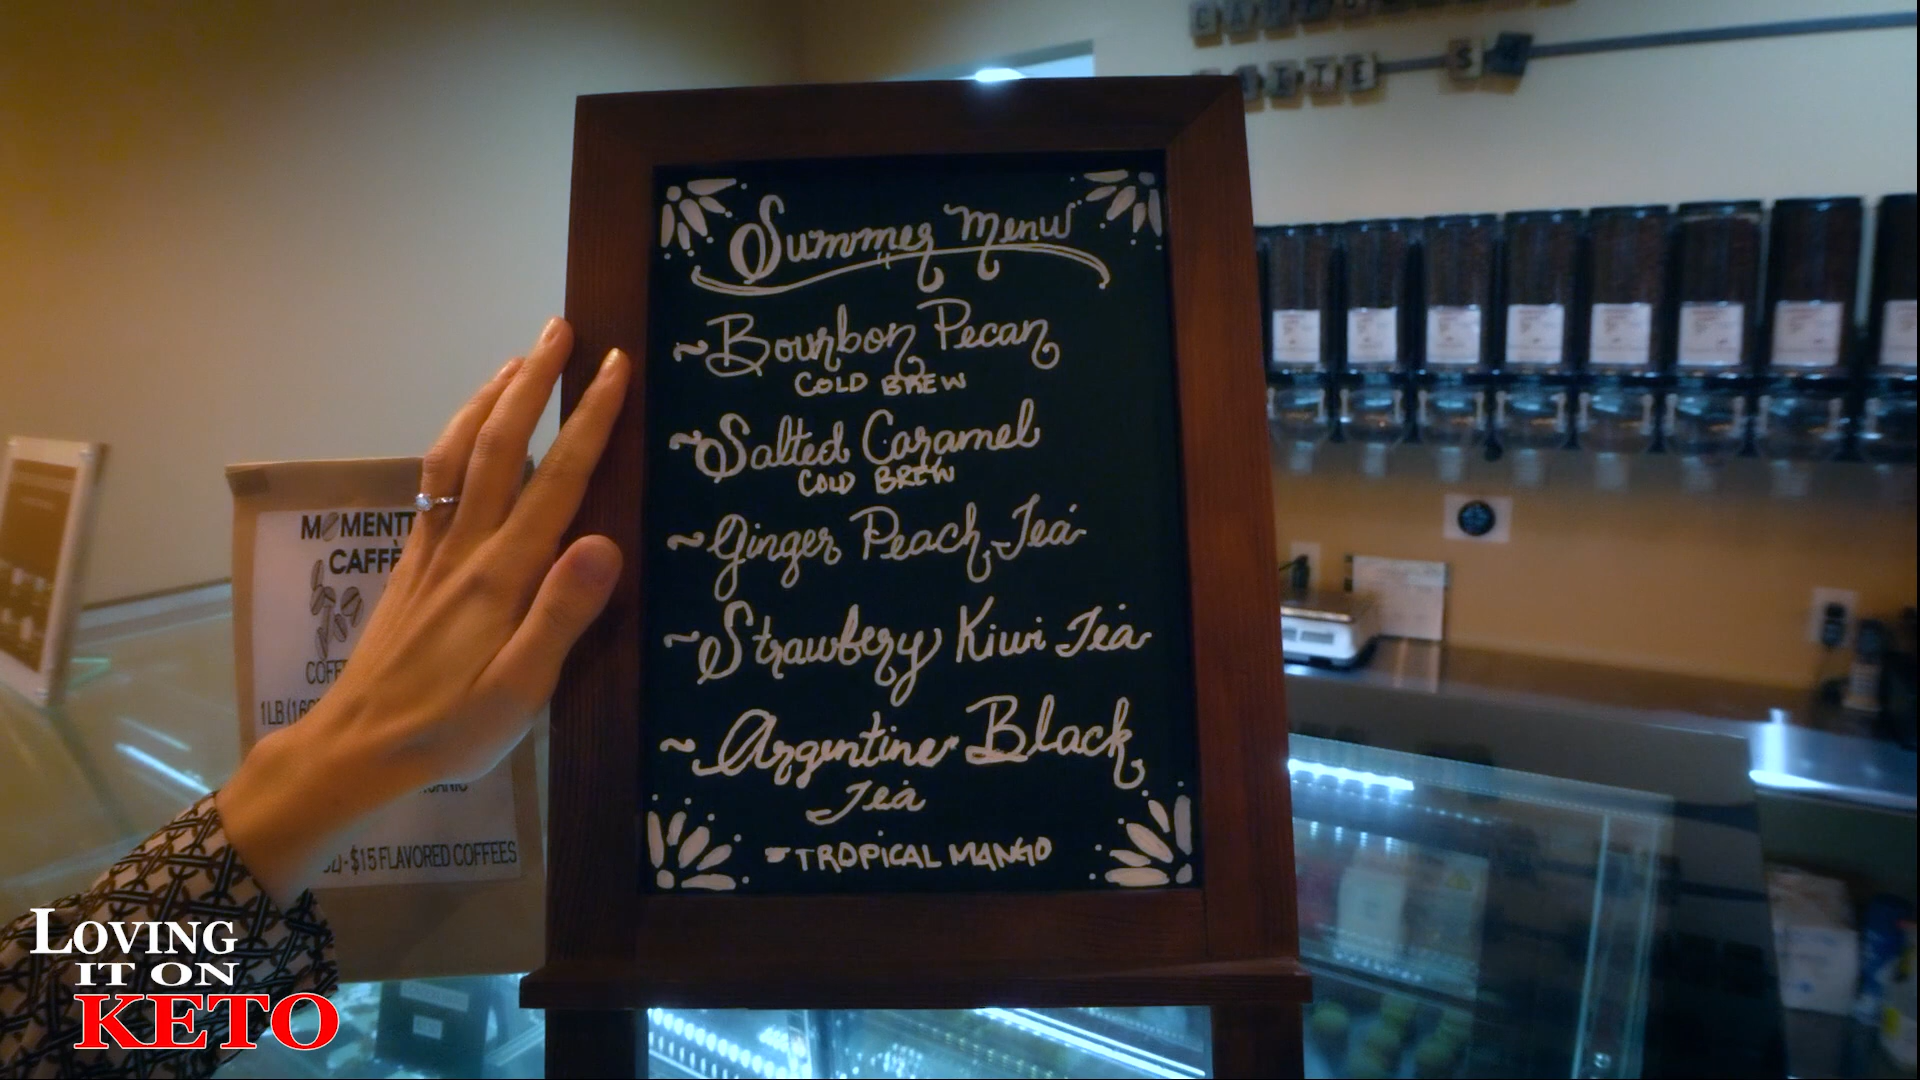 Summer Menu
~Bourbon Pecan
COLD BREW
~Salted Caramel
COLD BREW
~Ginger Peach Tea
~Strawbery Kiwi Tea
~Argentine Black
Tea
-TROPICAL MANGO
CAFFÈ
1LB
$15 FLAVORED COFFEES
LOVING
IT ON
KETO